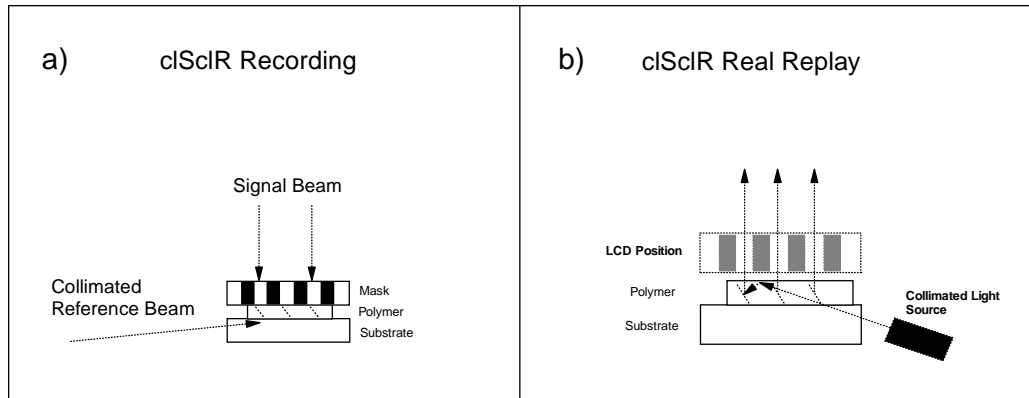 a)
clSclR Recording
Signal Beam
Collimated
Reference Beam
Mask
Polymer
Substrate
b)
clSclR Real Replay
LCD Position
Polymer
Substrate
Collimated Light
Source